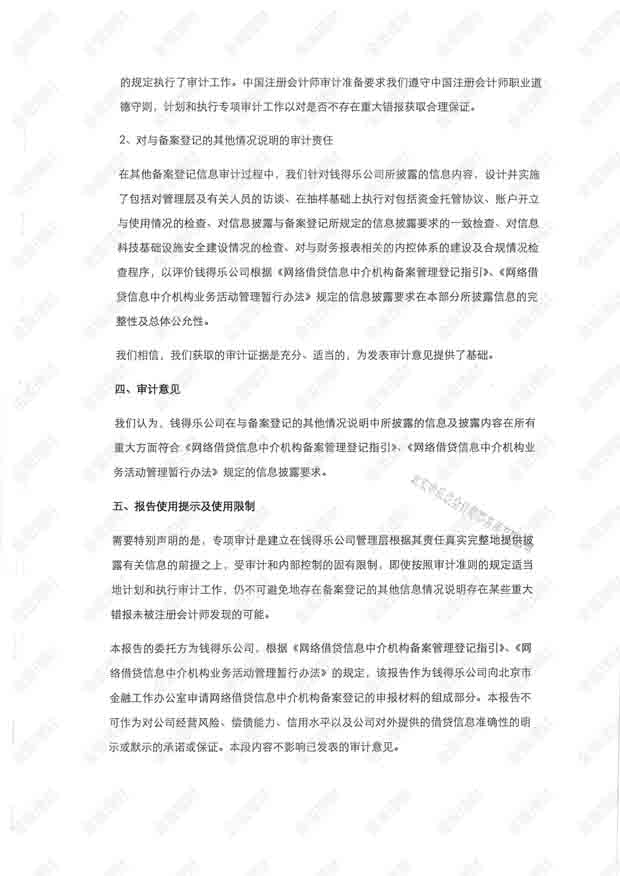 的规定执行了审计工作。中国注册会计师审计准备要求我们遵守中国注册会计师职业道
德守则，计划和执行专项审计工作以对是否不存在重大错报获取合理保证。
2、对与备案登记的其他情况说明的审计责任
在其他备案登记信息审计过程中，我们针对钱得乐公司所披露的信息内容，设计并实施
了包括对管理层及有关人员的访谈、在抽样基础上执行对包括资金托管协议、账户开立
与使用情况的检查、对信息披露与备案登记所规定的信息披露要求的一致检查、对信息
科技基础设施安全建设情况的检查、对与财务报表相关的内控体系的建设及合规情况检
查程序，以评价钱得乐公司根据《网络借贷信息中介机构备案管理登记指引》、《网络借
贷信息中介机构业务活动管理暂行办法》规定的信息披露要求在本部分所披露信息的完
整性及总体公允性。
我们相信，我们获取的审计证据是充分、适当的，为发表审计意见提供了基础。
四、审计意见
我们认为，钱得乐公司在与备案登记的其他情况说明中所披露的信息及披露内容在所有
重大方面符合《网络借贷信息中介机构备案管理登记指引》、《网络借贷信息中介机构业
务活动管理暂行办法》规定的信息披露要求。
五、报告使用提示及使用限制
需要特别声明的是，专项审计是建立在钱得乐公司管理层根据其责任真实完整地提供披
露有关信息的前提之上，受审计和内部控制的固有限制，即使按照审计准则的规定适当
地计划和执行审计工作，仍不可避免地存在备案登记的其他信息情况说明存在某些重大
错报未被注册会计师发现的可能。
本报告的委托方为钱得乐公司，根据《网络借贷信息中介机构备案管理登记指引》、《网
络借贷信息中介机构业务活动管理暂行办法》的规定，该报告作为钱得乐公司向北京市
金融工作办公室申请网络借贷信息中介机构备案登记的申报材料的组成部分。本报告不
可作为对公司经营风险、偿债能力、信用水平以及公司对外提供的借贷信息准确性的明
示或默示的承诺或保证。本段内容不影响已发表的审计意见。